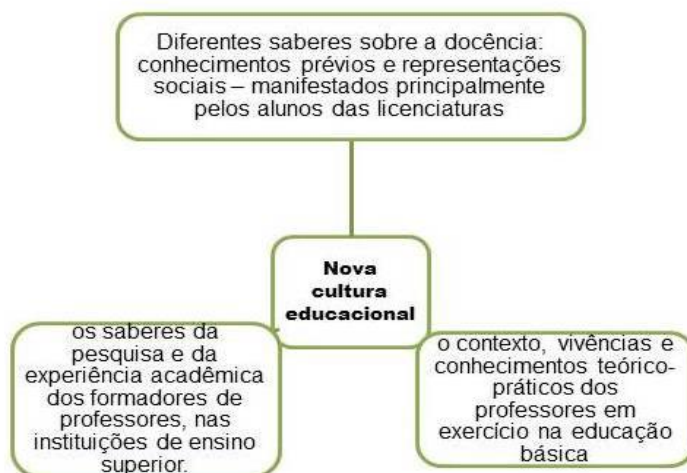 Diferentes saberes sobre a docência:
conhecimentos prévios e representações
sociais – manifestados principalmente
pelos alunos das licenciaturas
Nova
cultura
educacional
os saberes da
pesquisa e da
experiência acadêmica
dos formadores de
professores, nas
instituições de ensino
superior.
o contexto, vivências e
conhecimentos teórico-
práticos dos
professores em
exercício na educação
básica